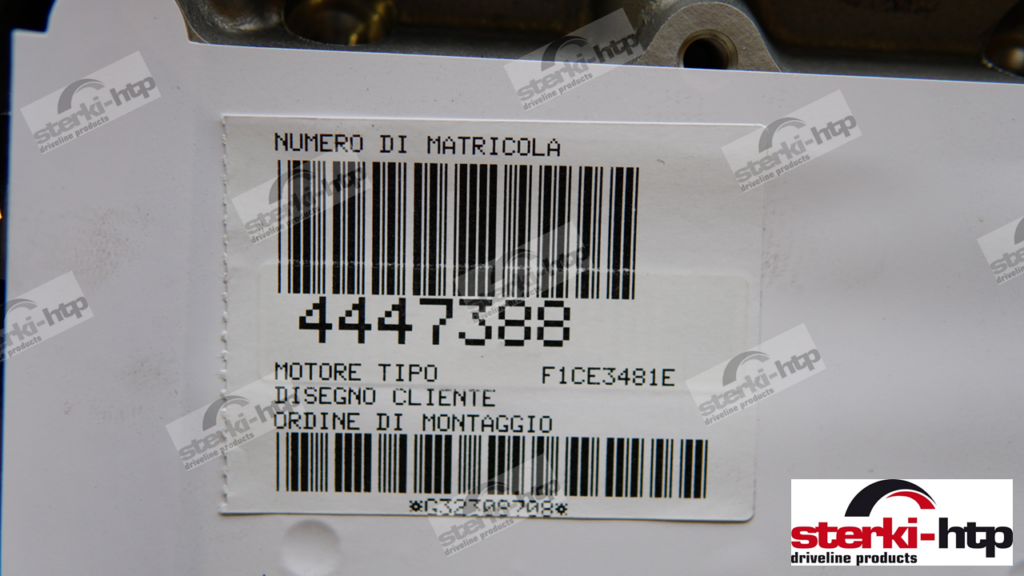 NUMERO DI MATRICOLA
4447388
MOTORE TIPO F1CE3481E
DISEGNO CLIENTE
ORDINE DI MONTAGGIO
*G32308708*
sterki-htp
driveline products